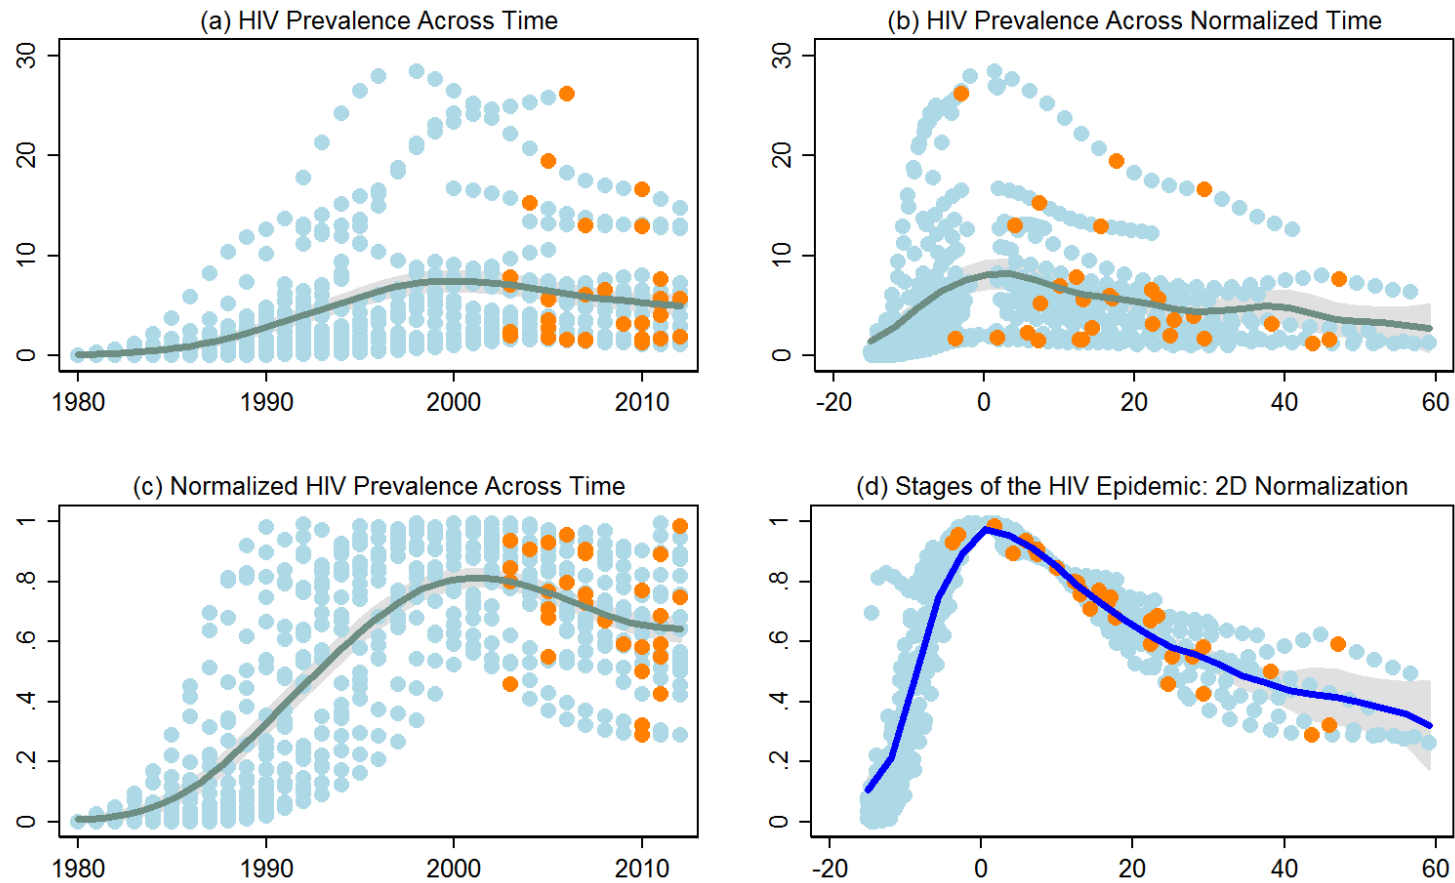 (a) HIV Prevalence Across Time
30
20
10
0
1980 1990 2000 2010
(b) HIV Prevalence Across Normalized Time
30
20
10
0
-20 0 20 40 60
(c) Normalized HIV Prevalence Across Time
1
.8
.6
.4
.2
0
1980 1990 2000 2010
(d) Stages of the HIV Epidemic: 2D Normalization
1
.8
.6
.4
.2
0
-20 0 20 40 60